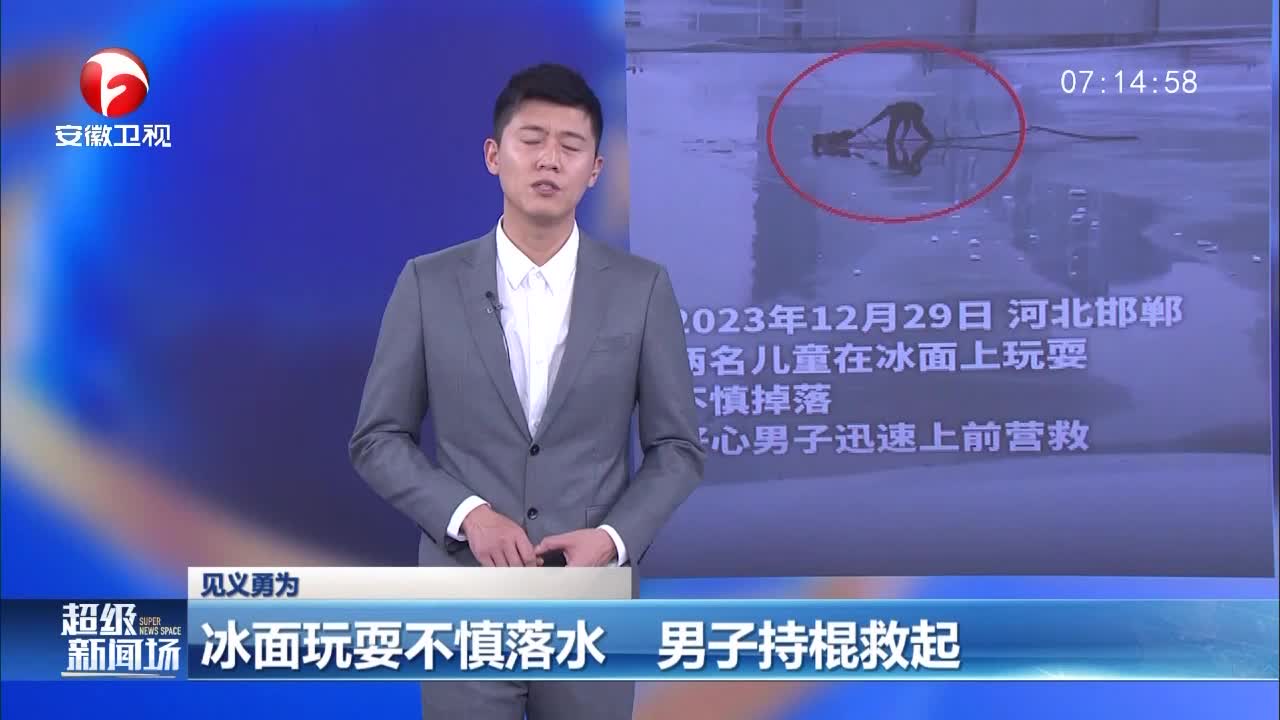 安徽卫视
07:14:58
2023年12月29日 河北邯郸
两名儿童在冰面上玩耍
不慎掉落
好心男子迅速上前营救
见义勇为
超级新闻场
SUPER
NEWS SPACE
冰面玩耍不慎落水 男子持棍救起